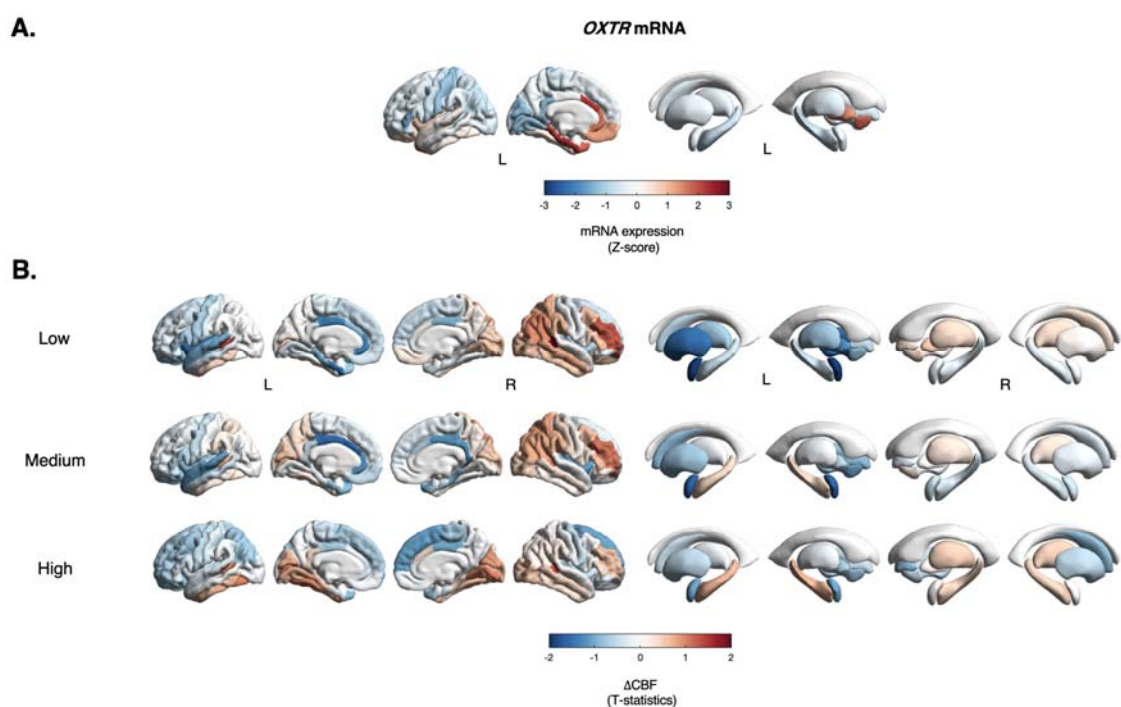 A.
OXTR mRNA
L
L
-3 -2 -1 0 1 2 3
mRNA expression
(Z-score)
B.
Low
L
R
L
R
Medium
High
-2 -1 0 1 2
ΔCBF
(T-statistics)